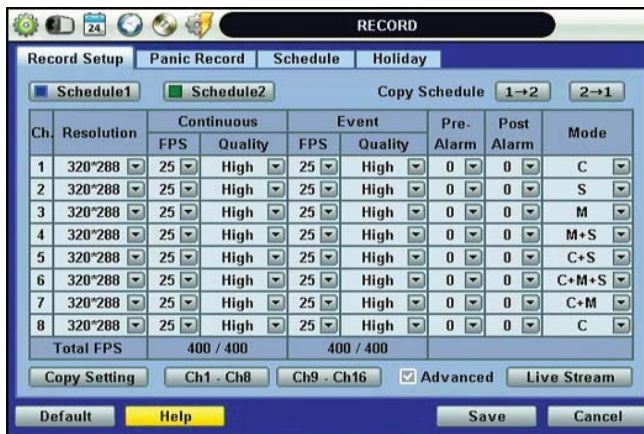 24
RECORD
Record Setup Panic Record Schedule Holiday
Schedule1 Schedule2 Copy Schedule 1→2 2→1
Ch. Resolution Continuous Event Pre-Alarm Post Alarm Mode
FPS Quality FPS Quality
1 320*288 25 High 25 High 0 0 C
2 320*288 25 High 25 High 0 0 S
3 320*288 25 High 25 High 0 0 M
4 320*288 25 High 25 High 0 0 M+S
5 320*288 25 High 25 High 0 0 C+S
6 320*288 25 High 25 High 0 0 C+M+S
7 320*288 25 High 25 High 0 0 C+M
8 320*288 25 High 25 High 0 0 C
Total FPS 400 / 400 400 / 400
Copy Setting Ch1 - Ch8 Ch9 - Ch16 Advanced Live Stream
Default Help Save Cancel